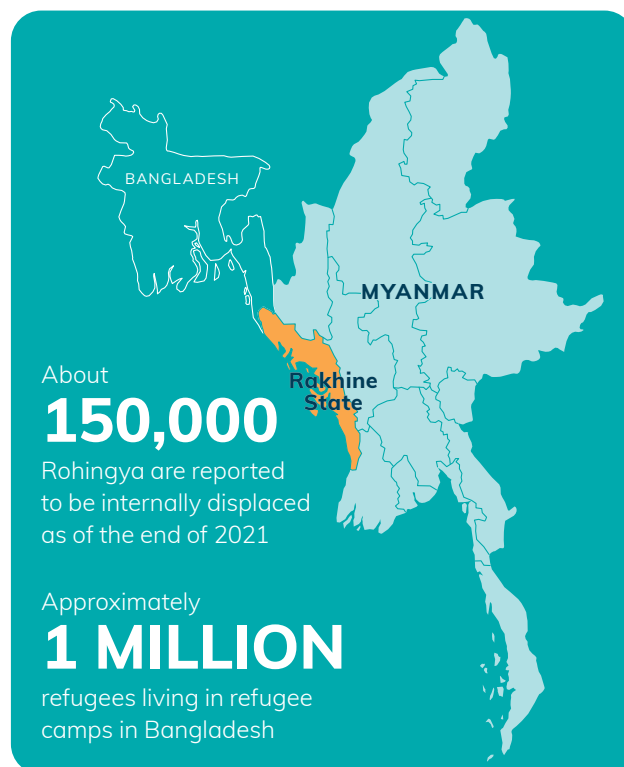 BANGLADESH
MYANMAR
Rakhine
State
About
150,000
Rohingya are reported
to be internally displaced
as of the end of 2021
Approximately
1 MILLION
refugees living in refugee
camps in Bangladesh